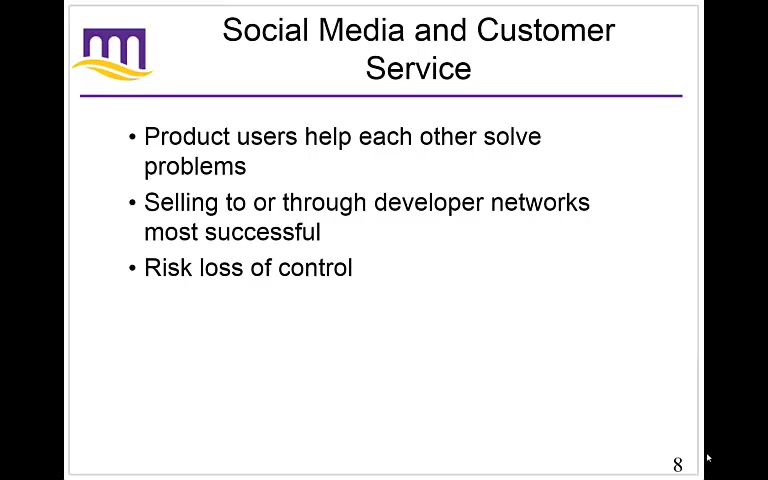 Social Media and Customer
Service
• Product users help each other solve
problems
• Selling to or through developer networks
most successful
• Risk loss of control
8